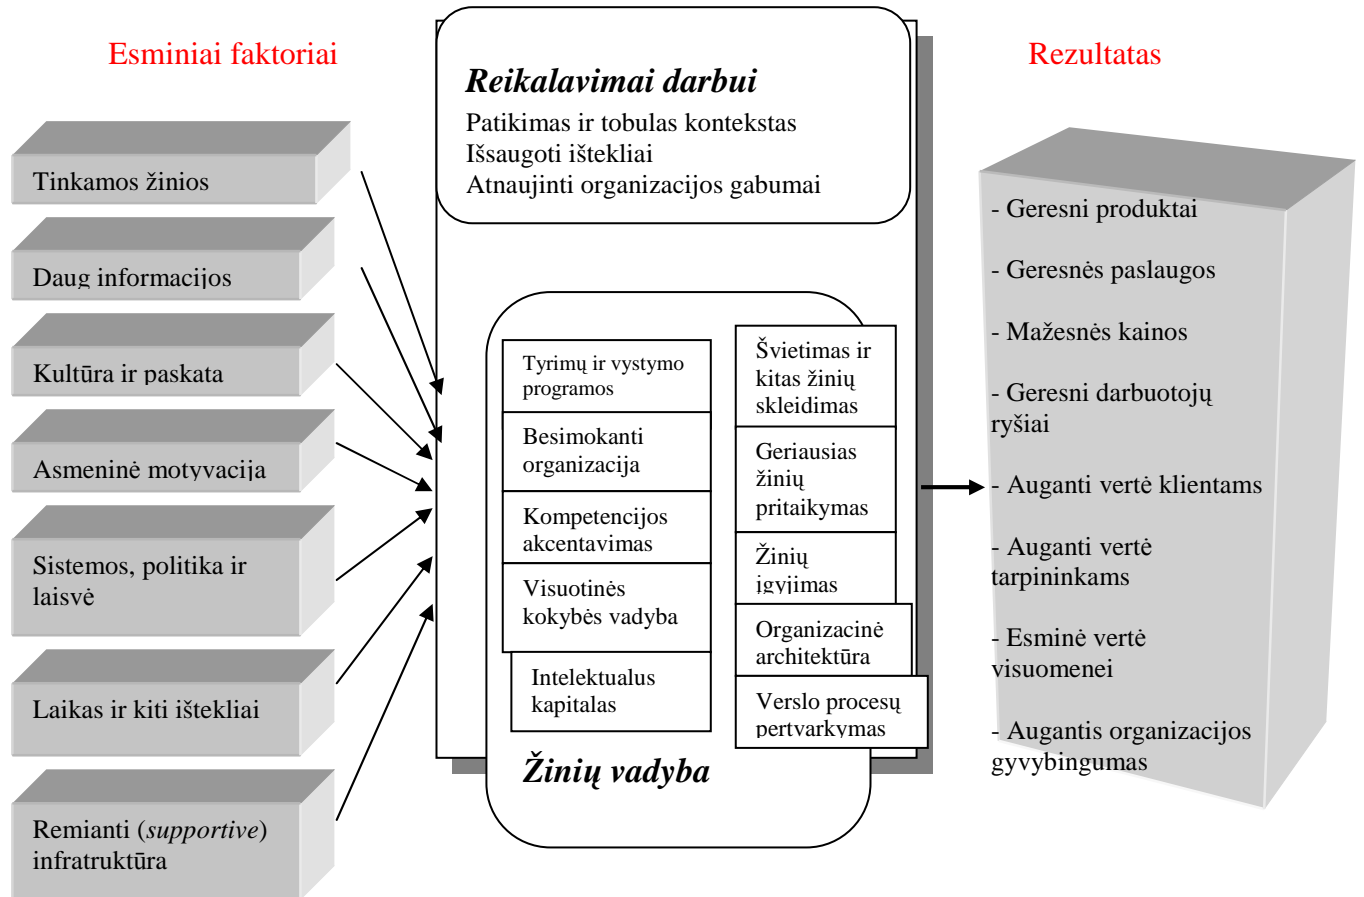 Esminiai faktoriai
Tinkamos žinios
Daug informacijos
Kultūra ir paskata
Asmeninė motyvacija
Sistemos, politika ir
laisvė
Laikas ir kiti ištekliai
Remianti (supportive)
infratruktūra
Reikalavimai darbui
Patikimas ir tobulas kontekstas
Išsaugoti ištekliai
Atnaujinti organizacijos gabumai
Tyrimų ir vystymo
programos
Besimokanti
organizacija
Kompetencijos
akcentavimas
Visuotinės
kokybės vadyba
Intelektualus
kapitalas
Švietimas ir
kitas žinių
skleidimas
Geriausias
žinių
pritaikymas
Žinių
įgyjimas
Organizacinė
architektūra
Verslo procesų
pertvarkymas
Žinių vadyba
Rezultatas
- Geresni produktai
- Geresnės paslaugos
- Mažesnės kainos
- Geresni darbuotojų
ryšiai
- Auganti vertė klientams
- Auganti vertė
tarpininkams
- Esminė vertė
visuomenei
- Augantis organizacijos
gyvybingumas